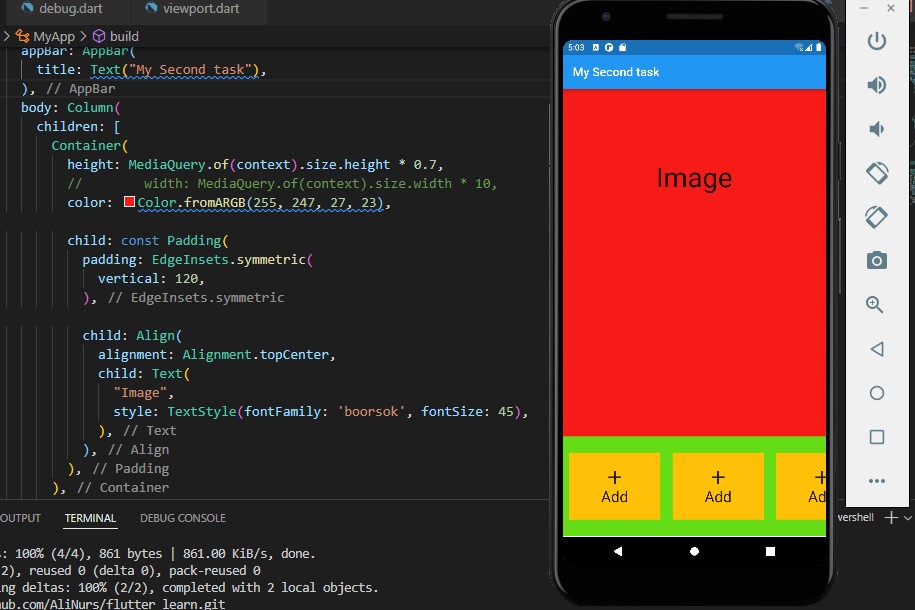 debug.dart
viewport.dart
MyApp > build
appBar: AppBar(
title: Text("My Second task"),
), // AppBar
body: Column(
children: [
Container(
height: MediaQuery.of(context).size.height * 0.7,
// width: MediaQuery.of(context).size.width * 10,
color: Color.fromARGB(255, 247, 27, 23),
child: const Padding(
padding: EdgeInsets.symmetric(
vertical: 120,
), // EdgeInsets.symmetric
child: Align(
alignment: Alignment.topCenter,
child: Text(
"Image",
style: TextStyle(fontFamily: 'boorsok', fontSize: 45),
), // Text
), // Align
), // Padding
), // Container
OUTPUT
TERMINAL
DEBUG CONSOLE
s: 100% (4/4), 861 bytes | 861.00 KiB/s, done.
2), reused 0 (delta 0), pack-reused 0
ng deltas: 100% (2/2), completed with 2 local objects.
hub.com/AliNurs/flutter_learn.git
5:03
My Second task
Image
Add
Add
Ad
wershell